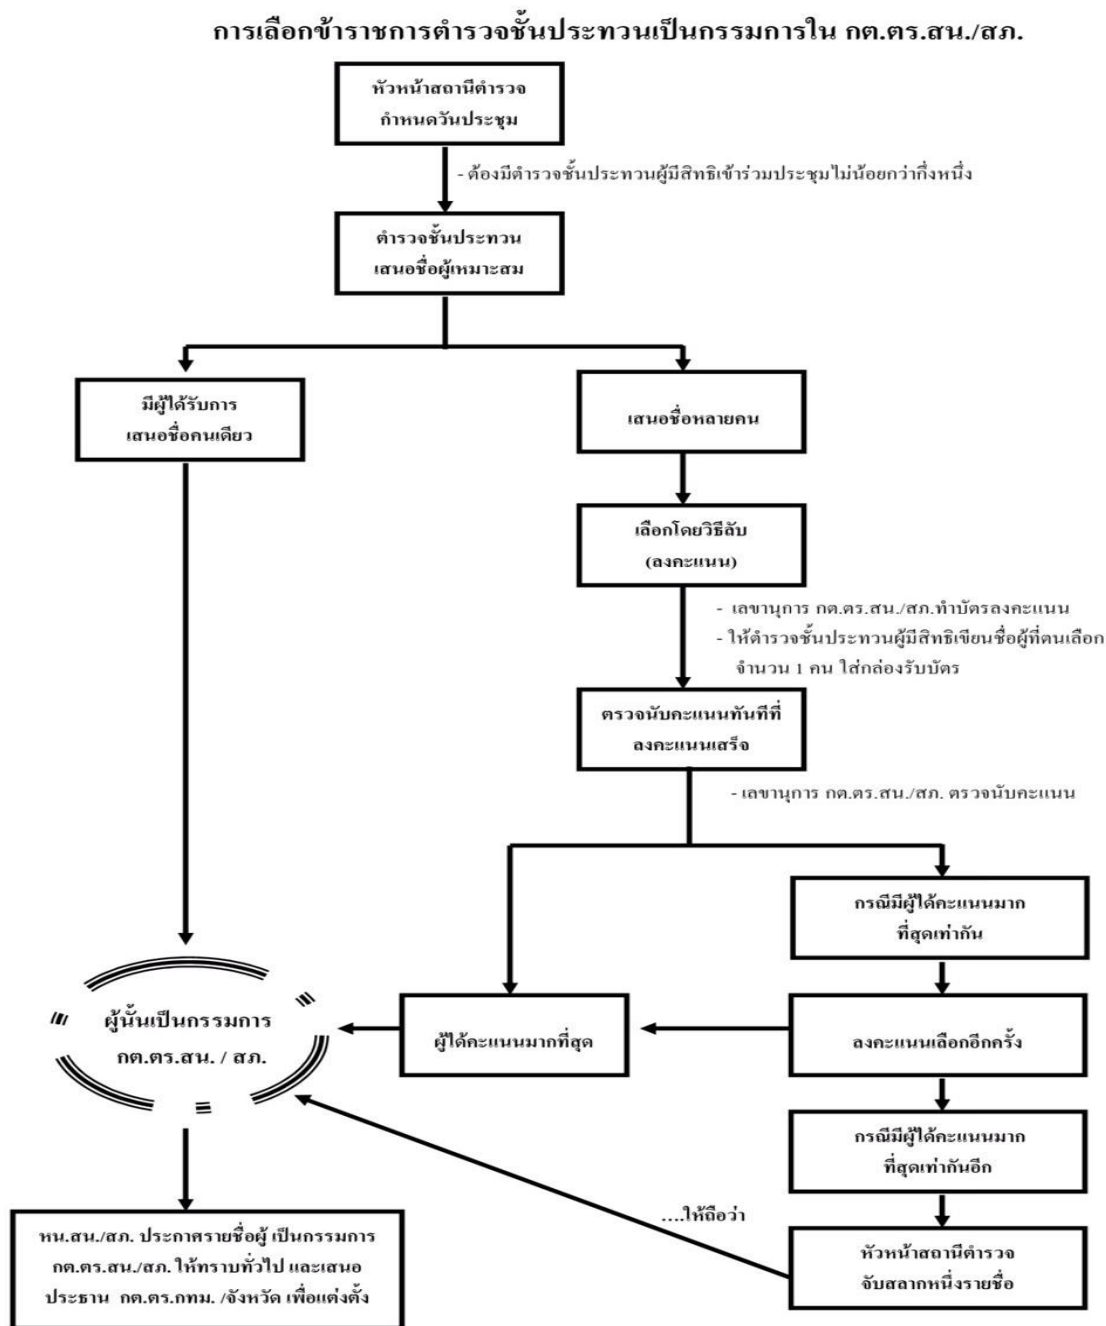 การเลือกข้าราชการตำรวจชั้นประทวนเป็นกรรมการใน กต.ตร.สน./สภ.
หัวหน้าสถานีตำรวจ
กำหนดวันประชุม
- ต้องมีตำรวจชั้นประทวนผู้มีสิทธิเข้าร่วมประชุมไม่น้อยกว่ากึ่งหนึ่ง
ตำรวจชั้นประทวน
เสนอชื่อผู้เหมาะสม
มีผู้ได้รับการ
เสนอชื่อคนเดียว
เสนอชื่อหลายคน
เลือกโดยวิธีลับ
(ลงคะแนน)
- เลขานุการ กต.ตร.สน./สภ.ทำบัตรลงคะแนน
- ให้ตำรวจชั้นประทวนผู้มีสิทธิเขียนชื่อผู้ที่ตนเลือก
จำนวน 1 คน ใส่กล่องรับบัตร
ตรวจนับคะแนนทันทีที่
ลงคะแนนเสร็จ
- เลขานุการ กต.ตร.สน./สภ. ตรวจนับคะแนน
กรณีมีผู้ได้คะแนนมาก
ที่สุดเท่ากัน
ผู้นั้นเป็นกรรมการ
กต.ตร.สน. / สภ.
ผู้ได้คะแนนมากที่สุด
ลงคะแนนเลือกอีกครั้ง
กรณีมีผู้ได้คะแนนมาก
ที่สุดเท่ากันอีก
....ให้ถือว่า
หัวหน้าสถานีตำรวจ
จับสลากหนึ่งรายชื่อ
หน.สน./สภ. ประกาศรายชื่อผู้ เป็นกรรมการ
กต.ตร.สน./สภ. ให้ทราบทั่วไป และเสนอ
ประธาน กต.ตร.กทม. /จังหวัด เพื่อแต่งตั้ง